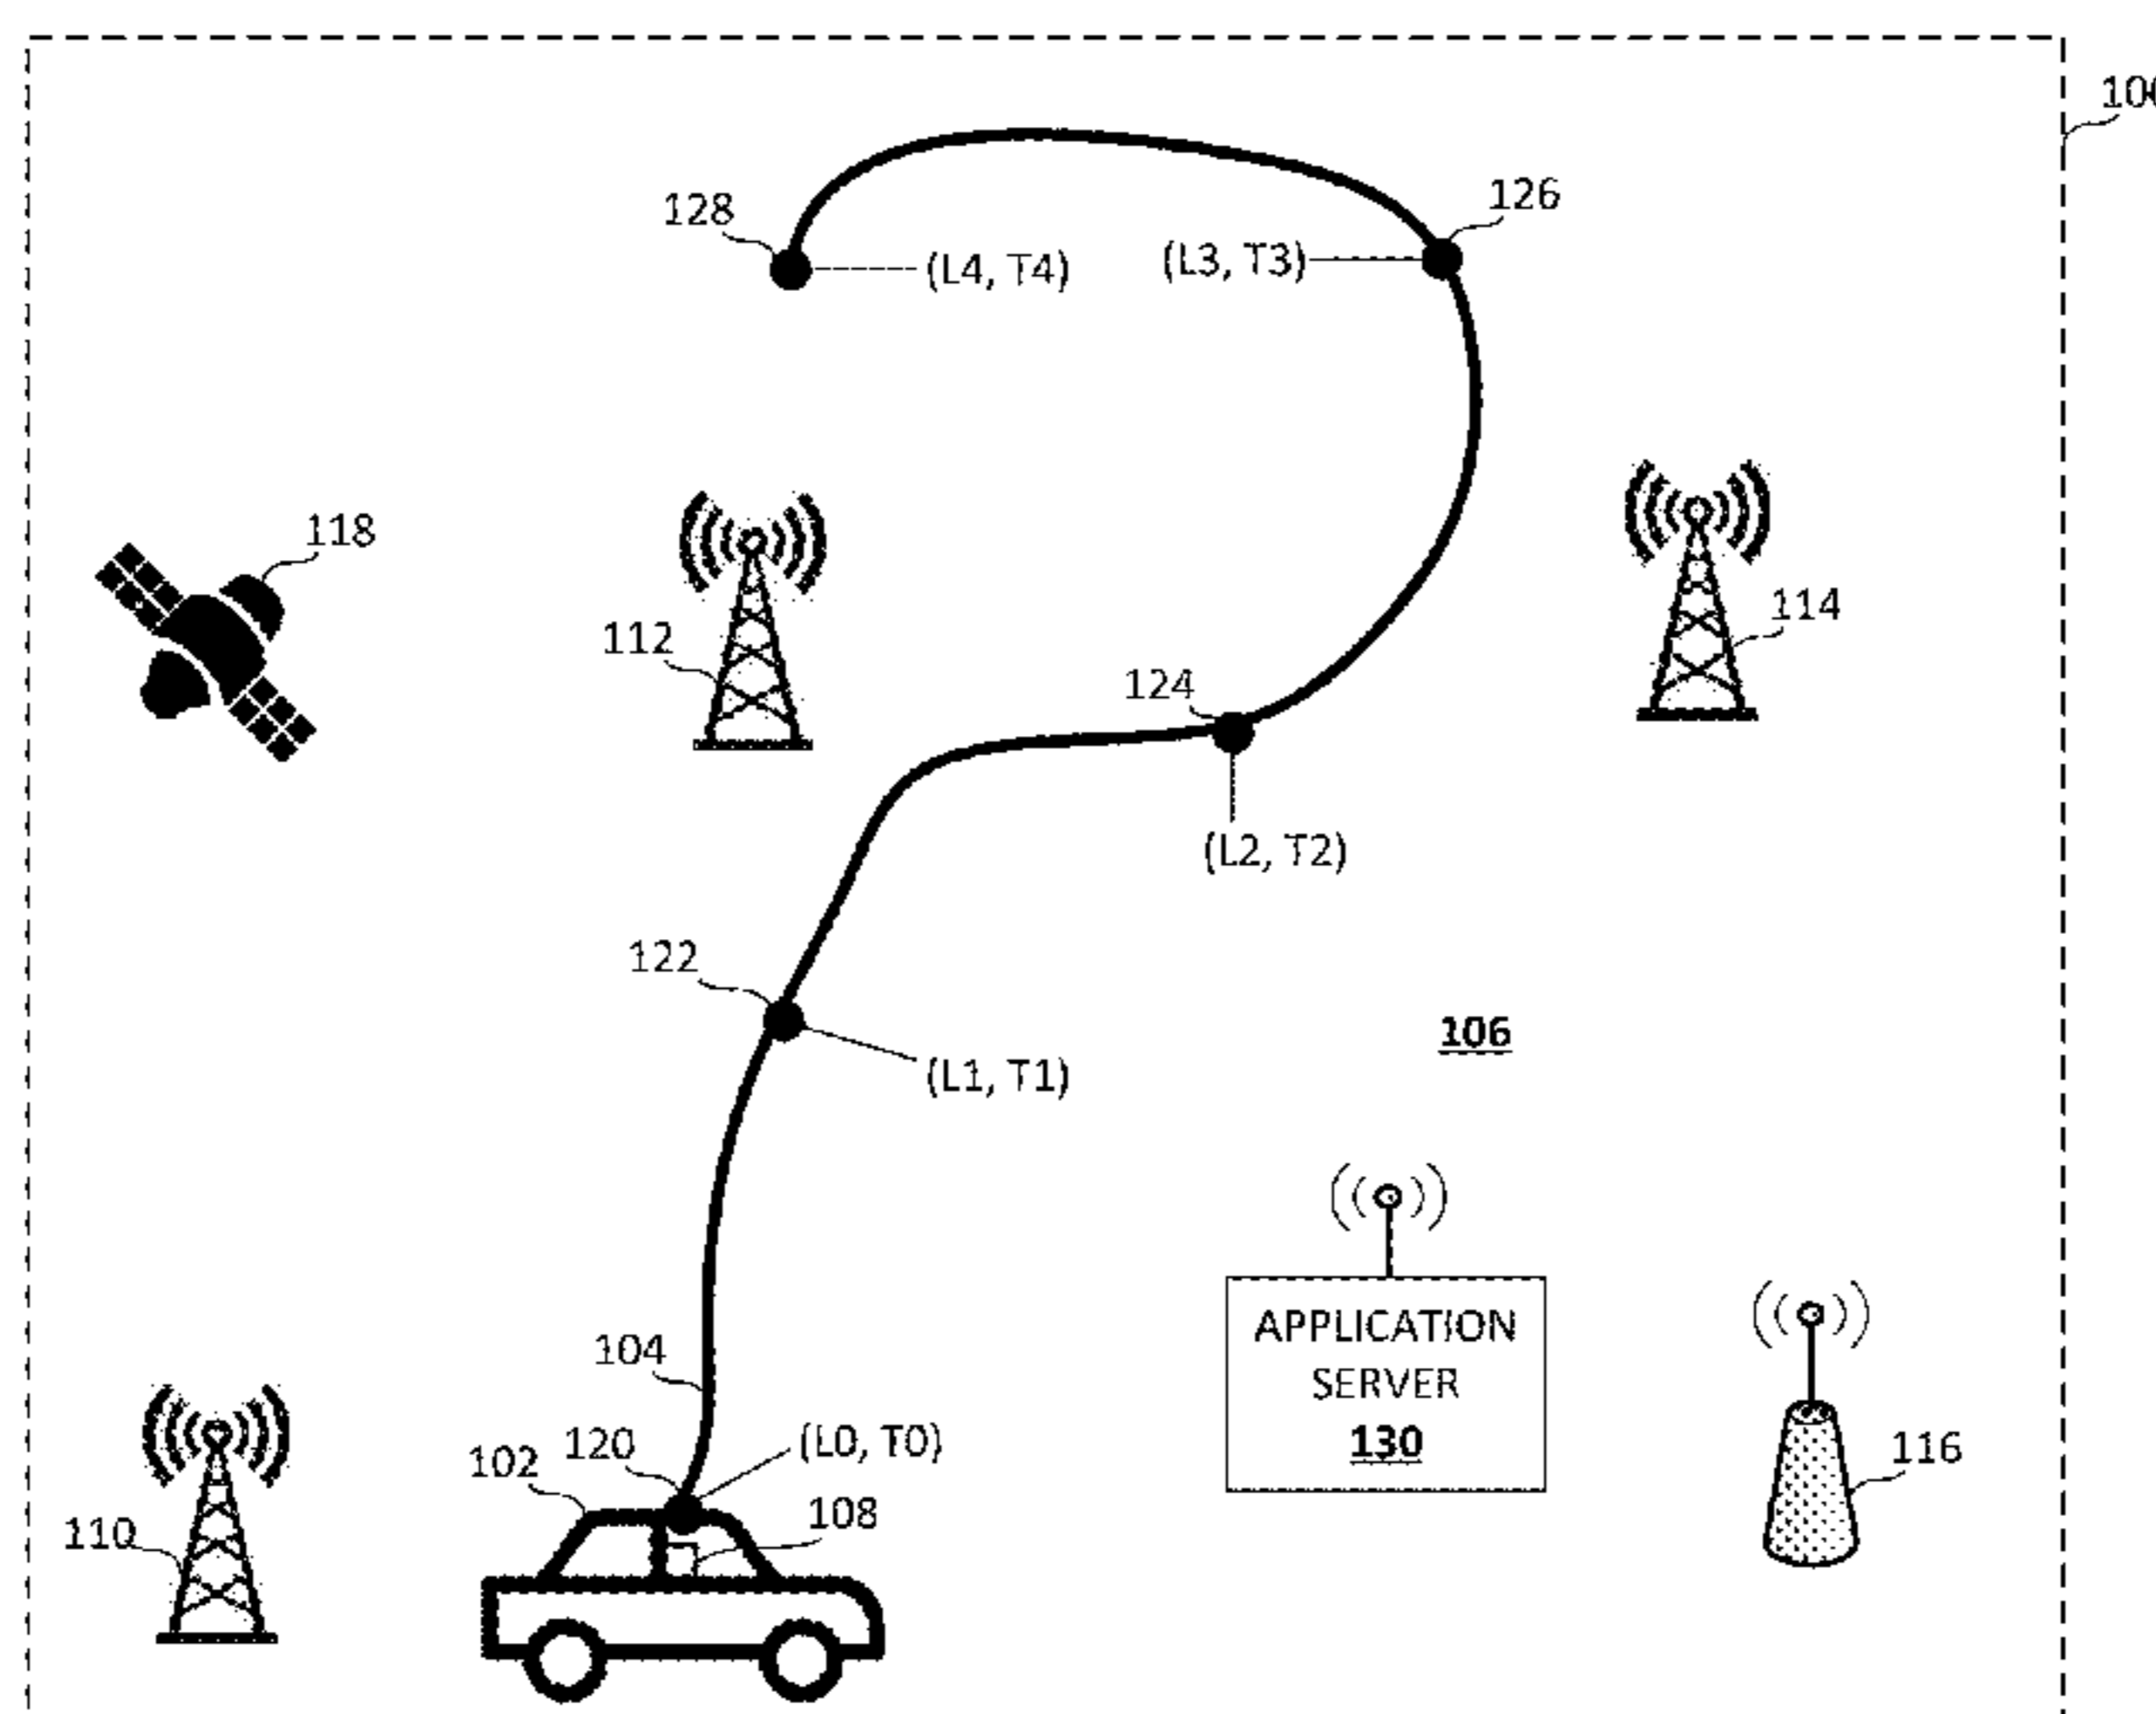 100
126
128
(L3, T3)
(L4, T4)
118
114
112
124
(L2, T2)
122
106
(L1, T1)
APPLICATION
SERVER
130
104
(L0, T0)
120
102
116
108
110